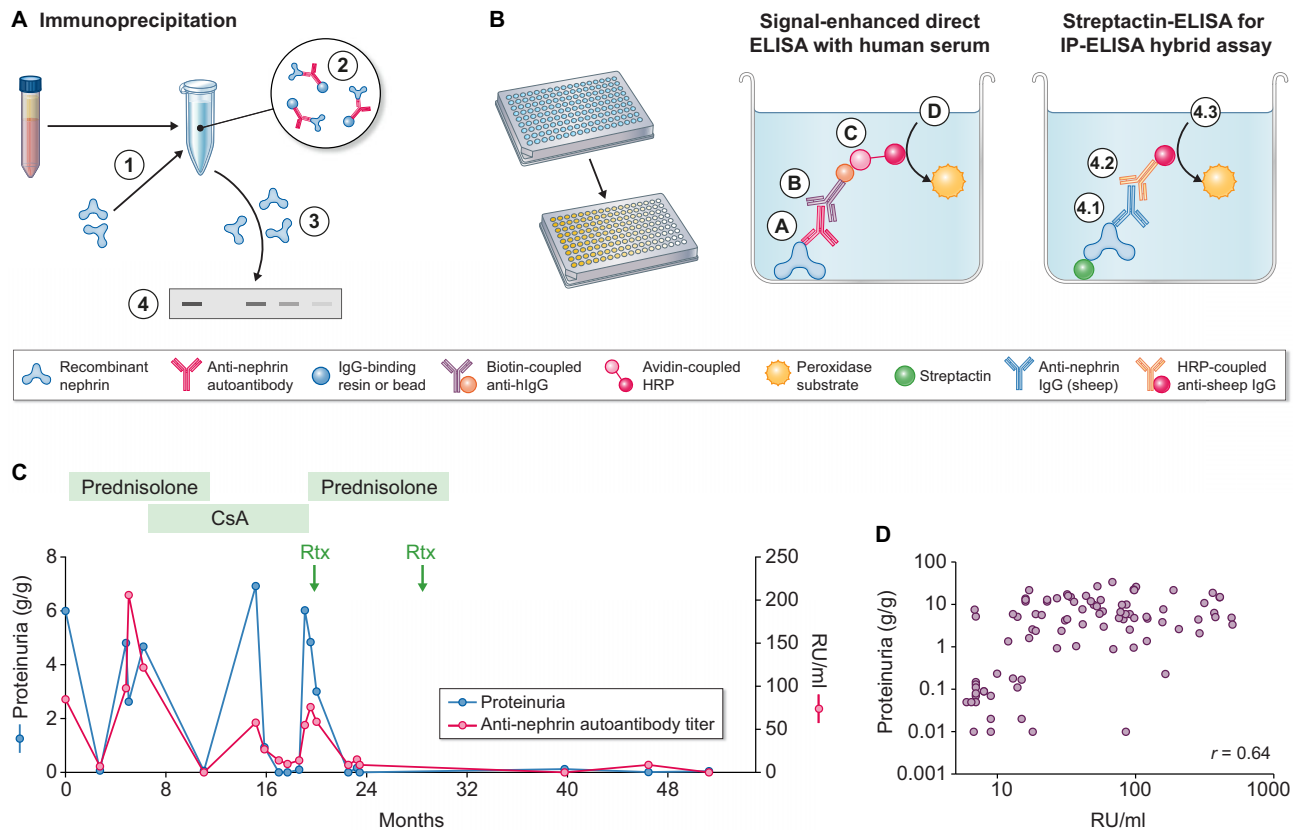 A Immunoprecipitation
1
2
3
4
B
Signal-enhanced direct
ELISA with human serum
A
B
C
D
Streptactin-ELISA for
IP-ELISA hybrid assay
4.1
4.2
4.3
Recombinant
nephrin
Anti-nephrin
autoantibody
IgG-binding
resin or bead
Biotin-coupled
anti-hIgG
Avidin-coupled
HRP
Peroxidase
substrate
Streptactin
Anti-nephrin
IgG (sheep)
HRP-coupled
anti-sheep IgG
C
Prednisolone
Prednisolone
CsA
Rtx
Rtx
Proteinuria (g/g)
8
6
4
2
0
250
200
150
100
50
0
RU/ml
Proteinuria
Anti-nephrin autoantibody titer
0 8 16 24 32 40 48
Months
D
Proteinuria (g/g)
100
10
1
0.1
0.01
0.001
r = 0.64
10 100 1000
RU/ml